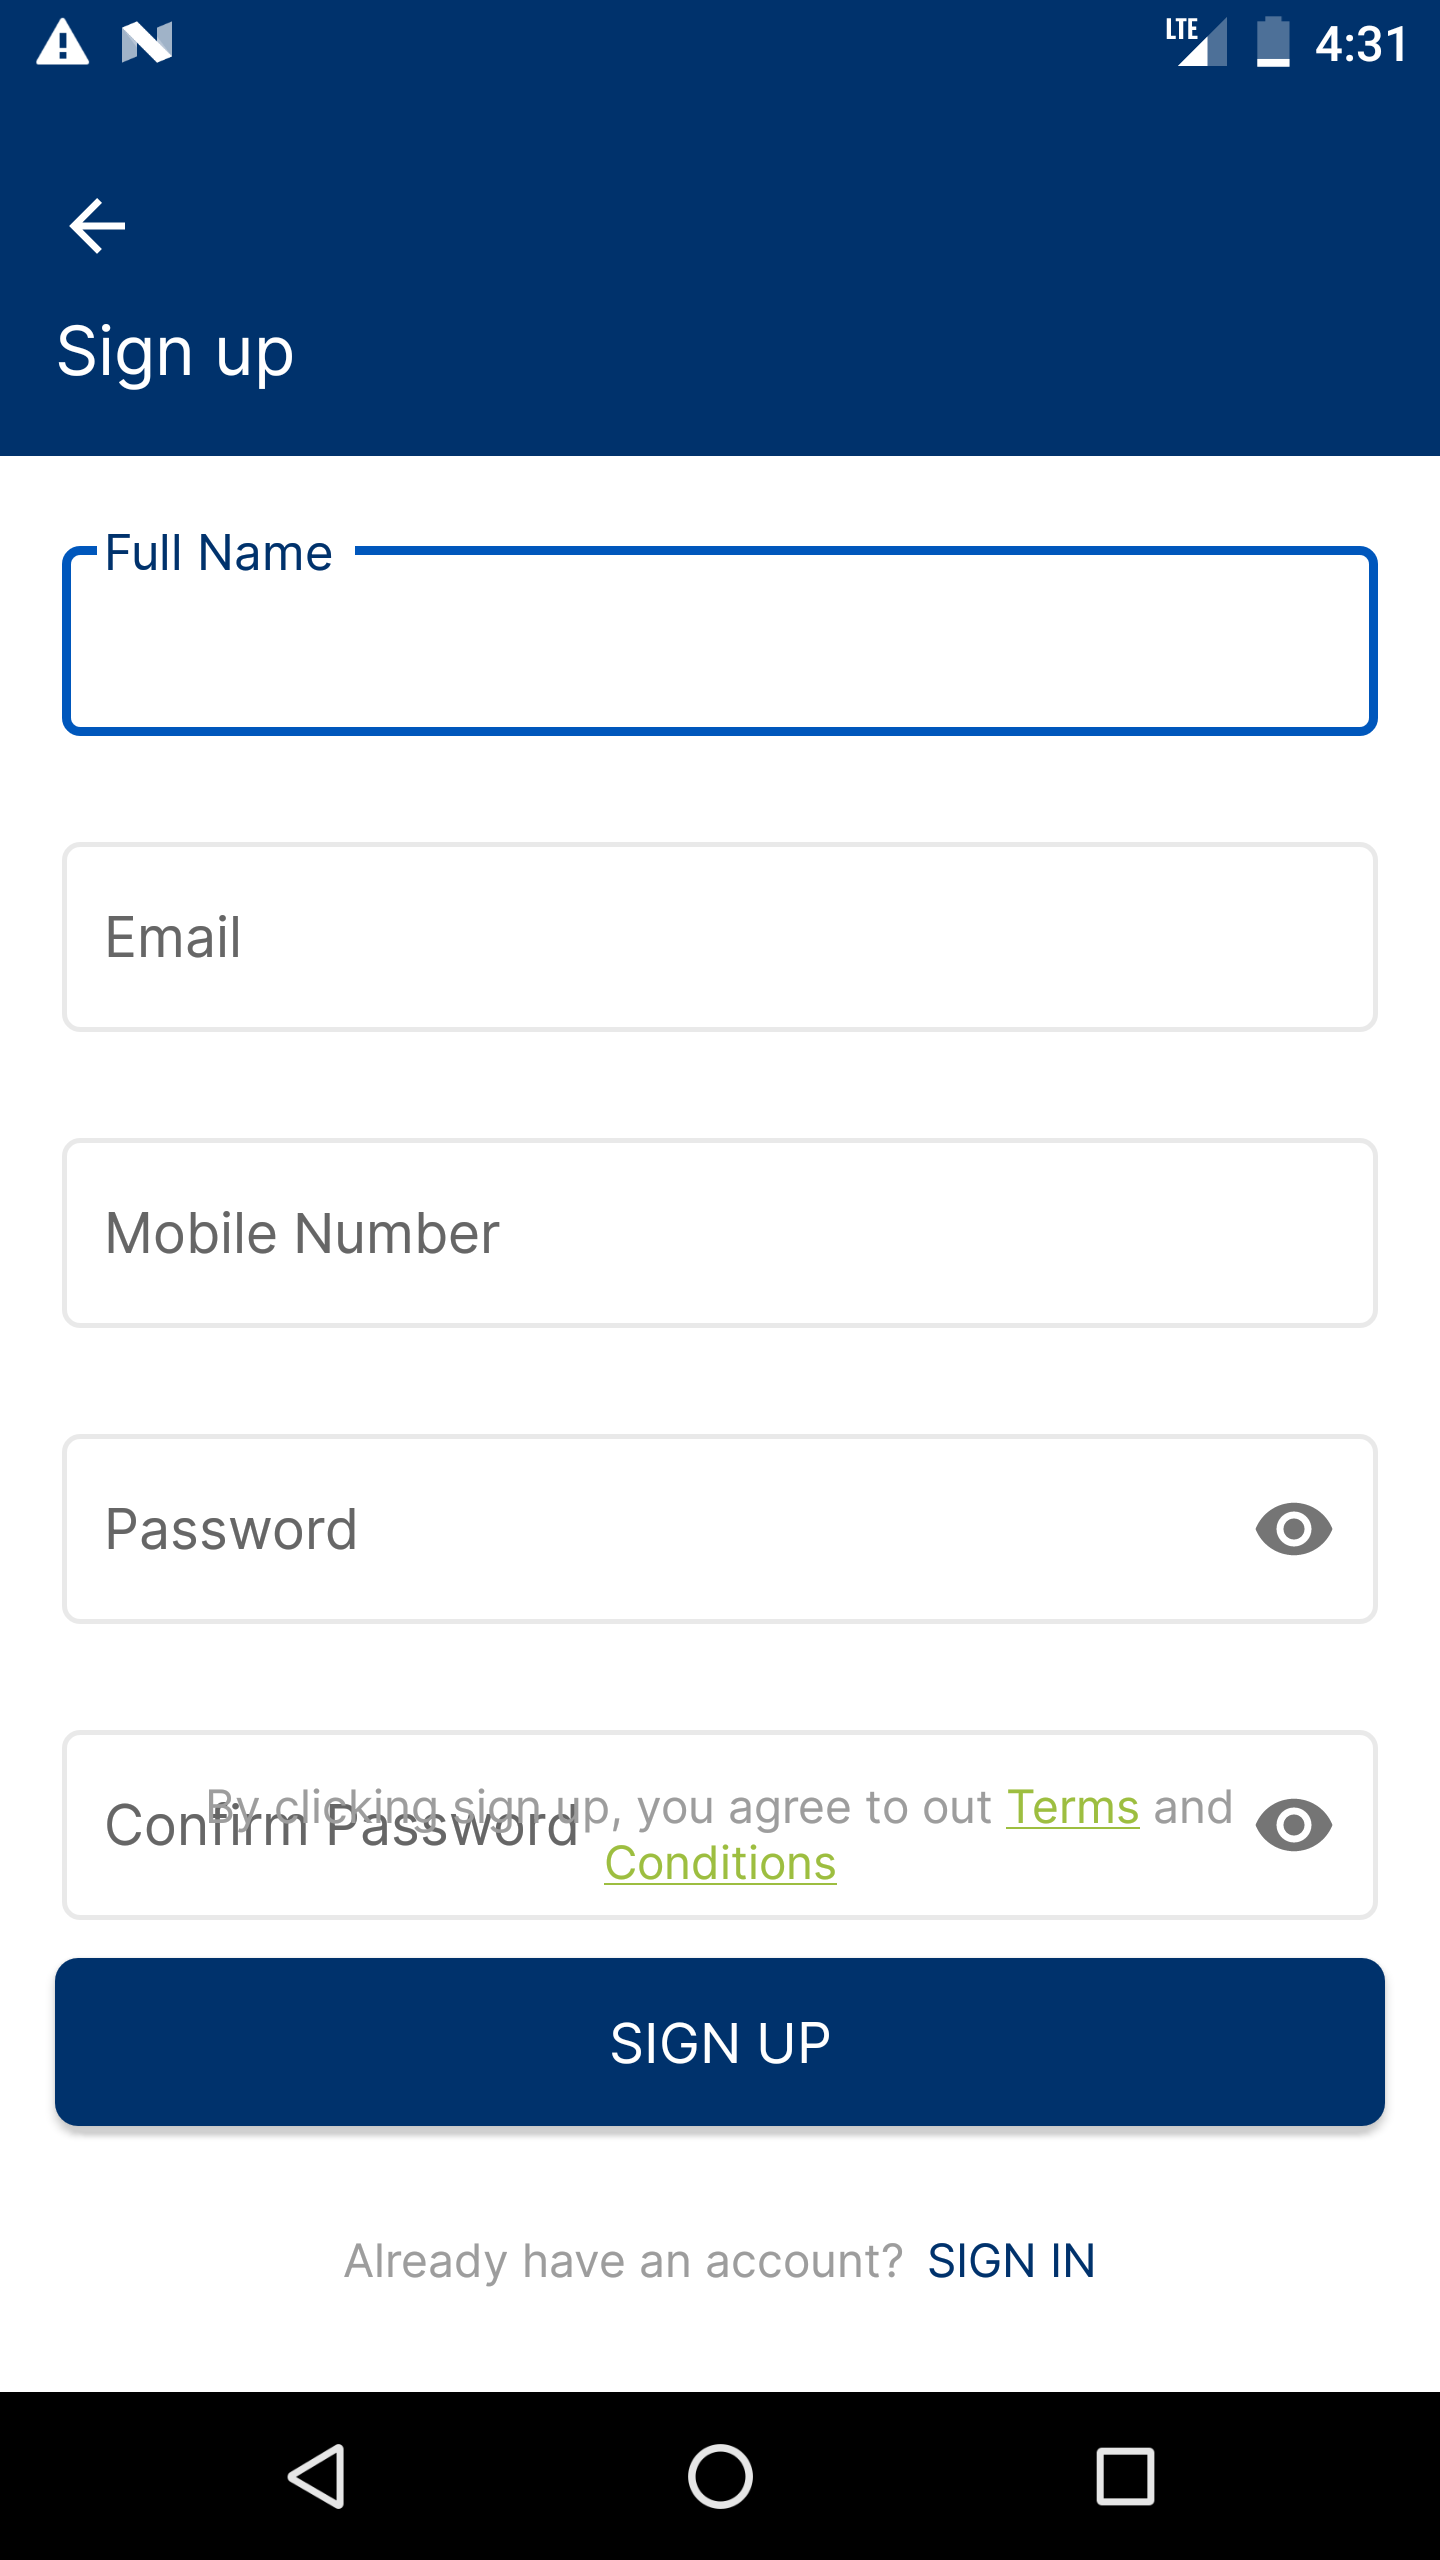 LTE 4:31
Sign up
Full Name
Email
Mobile Number
Password
Confirm Password
By clicking sign up, you agree to out Terms and
Conditions
SIGN UP
Already have an account? SIGN IN